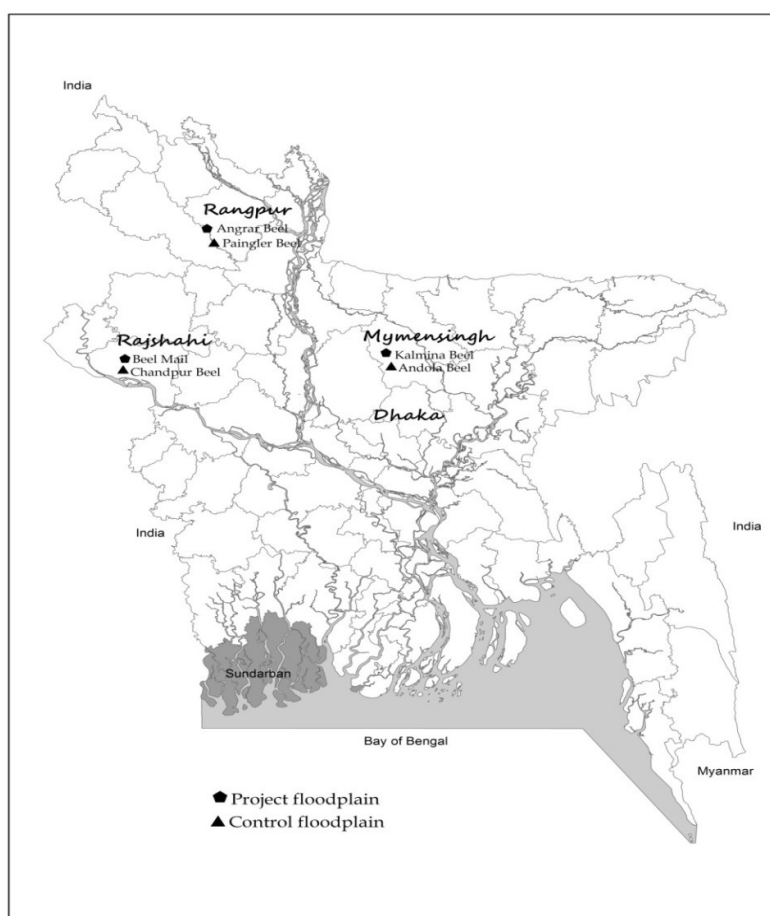 India
Rangpur
Angrar Beel
Paingler Beel
Rajshahi
Beel Mail
Chandpur Beel
Mymensingh
Kalmina Beel
Andola Beel
Dhaka
India
India
Sundarban
Bay of Bengal
Myanmar
Project floodplain
Control floodplain